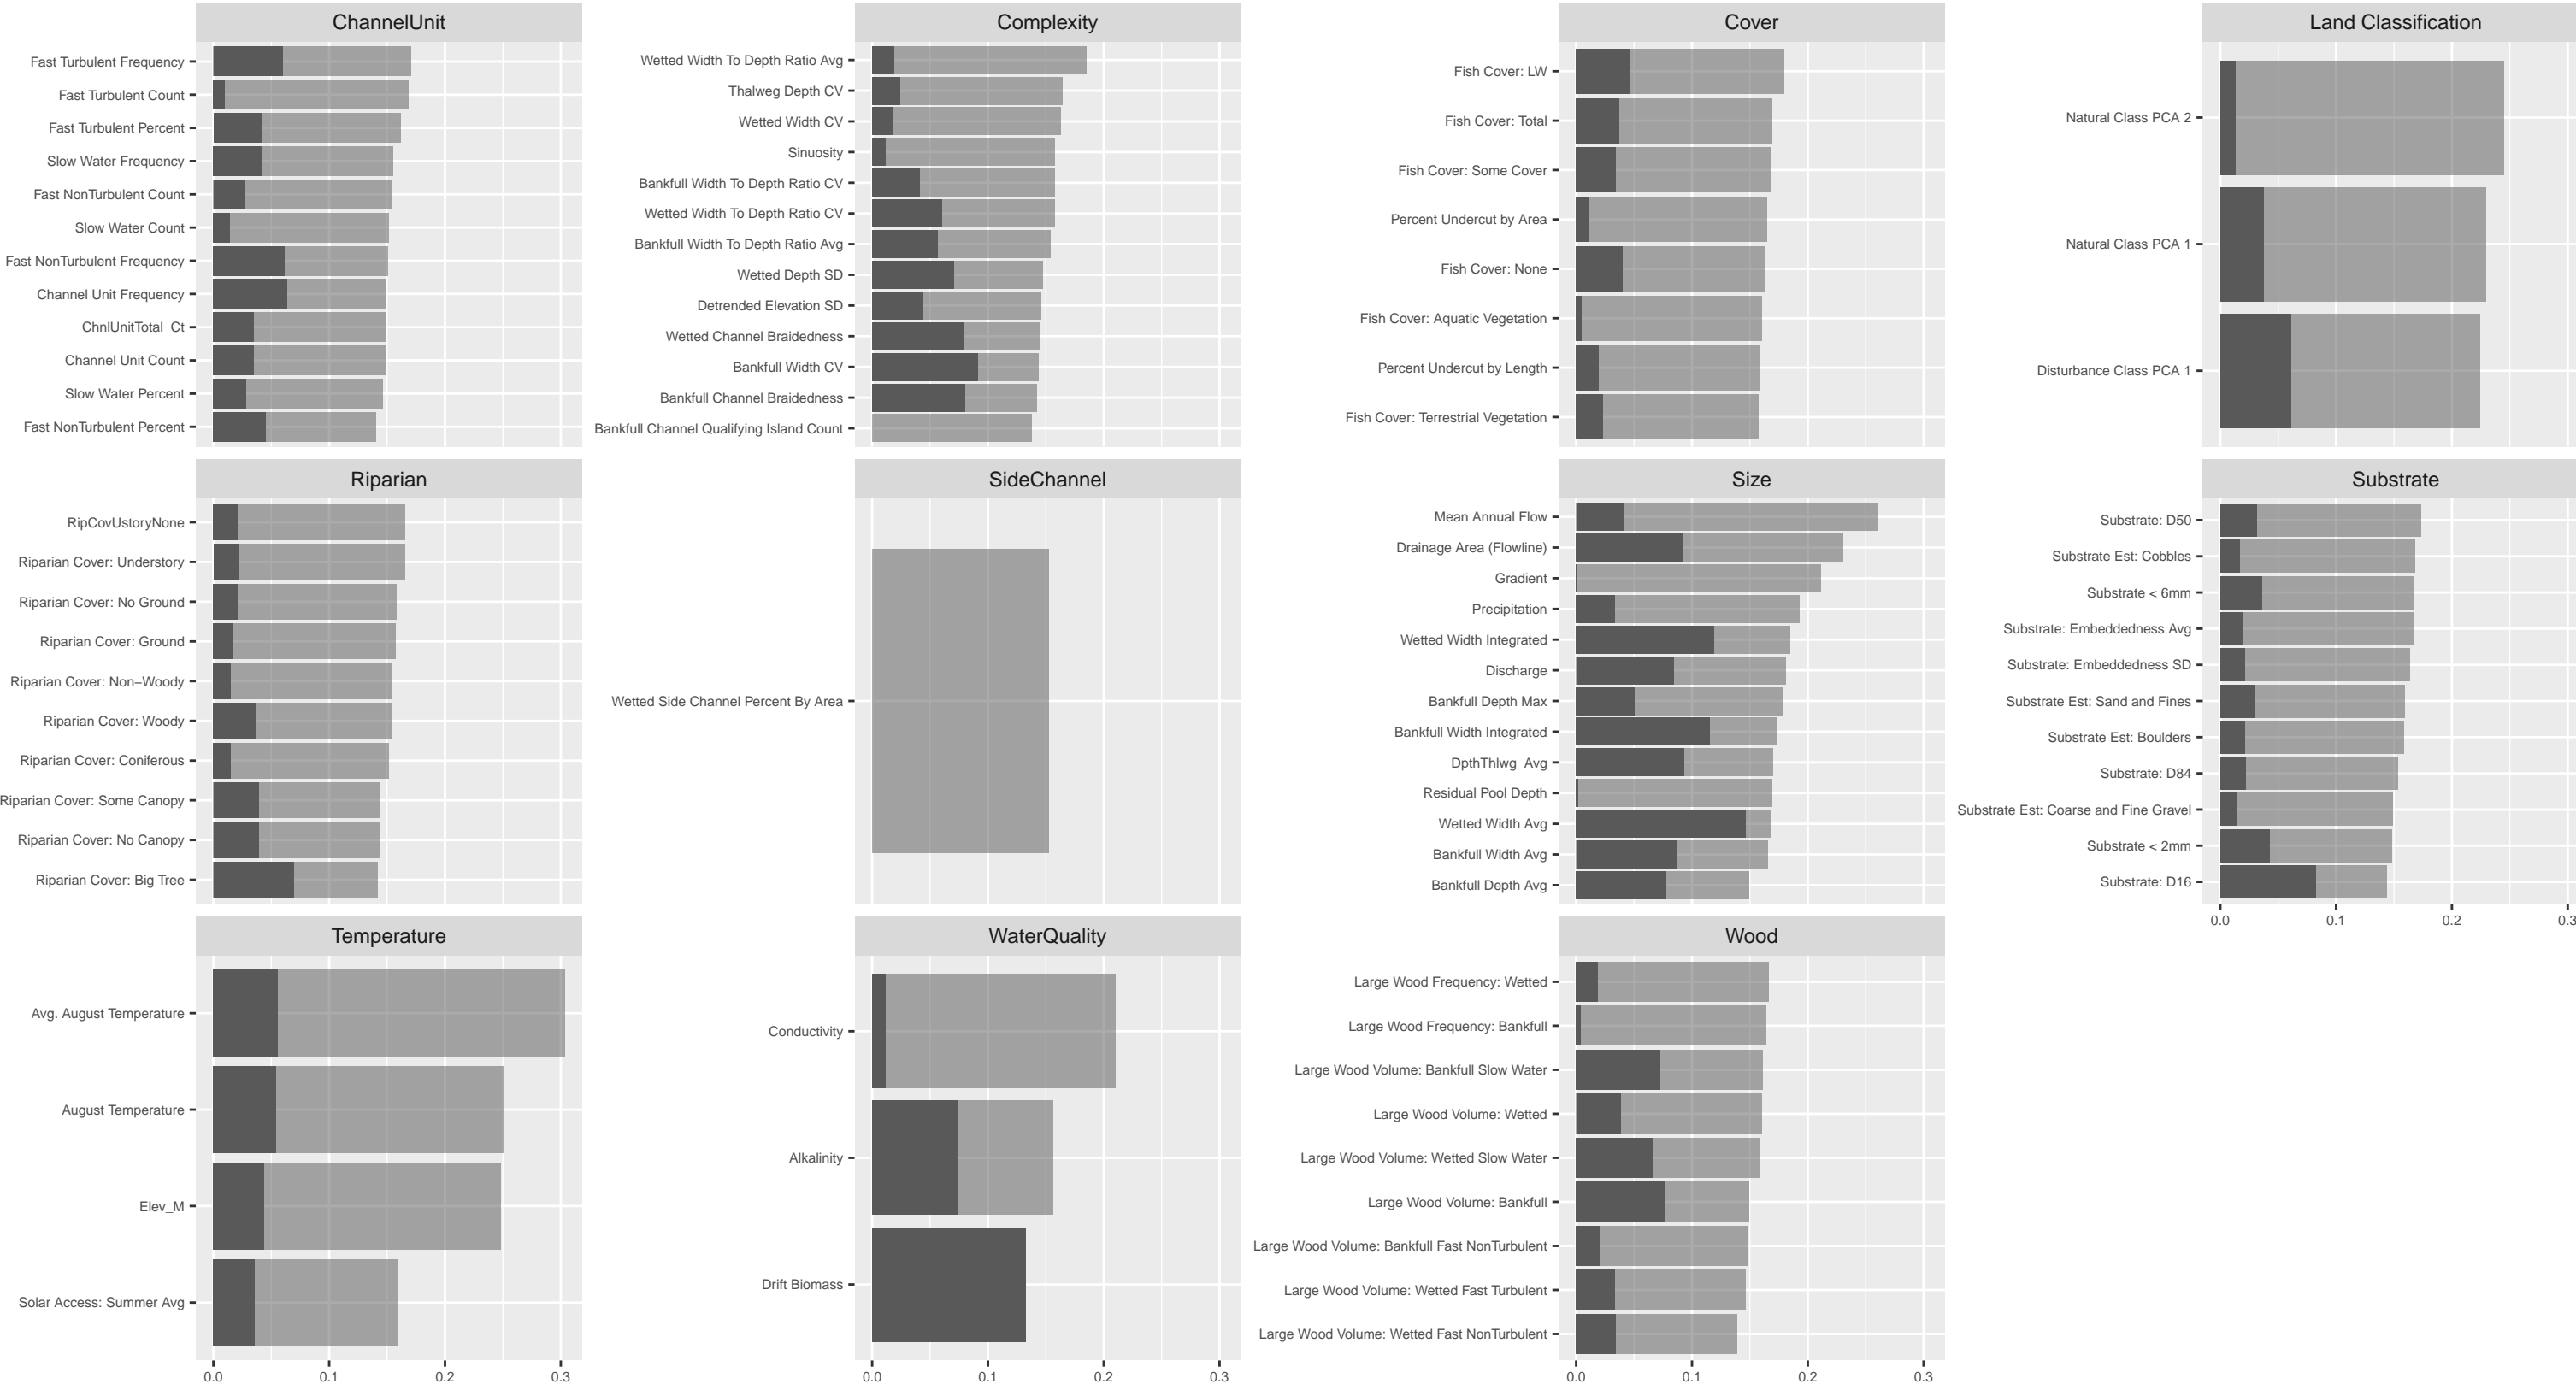 ChannelUnit
Fast Turbulent Frequency
Fast Turbulent Count
Fast Turbulent Percent
Slow Water Frequency
Fast NonTurbulent Count
Slow Water Count
Fast NonTurbulent Frequency
Channel Unit Frequency
ChnlUnitTotal_Ct
Channel Unit Count
Slow Water Percent
Fast NonTurbulent Percent
Complexity
Wetted Width To Depth Ratio Avg
Thalweg Depth CV
Wetted Width CV
Sinuosity
Bankfull Width To Depth Ratio CV
Wetted Width To Depth Ratio CV
Bankfull Width To Depth Ratio Avg
Wetted Depth SD
Detrended Elevation SD
Wetted Channel Braidedness
Bankfull Width CV
Bankfull Channel Braidedness
Bankfull Channel Qualifying Island Count
Cover
Fish Cover: LW
Fish Cover: Total
Fish Cover: Some Cover
Percent Undercut by Area
Fish Cover: None
Fish Cover: Aquatic Vegetation
Percent Undercut by Length
Fish Cover: Terrestrial Vegetation
Land Classification
Natural Class PCA 2
Natural Class PCA 1
Disturbance Class PCA 1
Riparian
RipCovUstoryNone
Riparian Cover: Understory
Riparian Cover: No Ground
Riparian Cover: Ground
Riparian Cover: Non–Woody
Riparian Cover: Woody
Riparian Cover: Coniferous
Riparian Cover: Some Canopy
Riparian Cover: No Canopy
Riparian Cover: Big Tree
SideChannel
Wetted Side Channel Percent By Area
Size
Mean Annual Flow
Drainage Area (Flowline)
Gradient
Precipitation
Wetted Width Integrated
Discharge
Bankfull Depth Max
Bankfull Width Integrated
DpthThlwg_Avg
Residual Pool Depth
Wetted Width Avg
Bankfull Width Avg
Bankfull Depth Avg
Substrate
Substrate: D50
Substrate Est: Cobbles
Substrate < 6mm
Substrate: Embeddedness Avg
Substrate: Embeddedness SD
Substrate Est: Sand and Fines
Substrate Est: Boulders
Substrate: D84
Substrate Est: Coarse and Fine Gravel
Substrate < 2mm
Substrate: D16
0.0 0.1 0.2 0.3
Temperature
Avg. August Temperature
August Temperature
Elev_M
Solar Access: Summer Avg
0.0 0.1 0.2 0.3
WaterQuality
Conductivity
Alkalinity
Drift Biomass
0.0 0.1 0.2 0.3
Wood
Large Wood Frequency: Wetted
Large Wood Frequency: Bankfull
Large Wood Volume: Bankfull Slow Water
Large Wood Volume: Wetted
Large Wood Volume: Wetted Slow Water
Large Wood Volume: Bankfull
Large Wood Volume: Bankfull Fast NonTurbulent
Large Wood Volume: Wetted Fast Turbulent
Large Wood Volume: Wetted Fast NonTurbulent
0.0 0.1 0.2 0.3